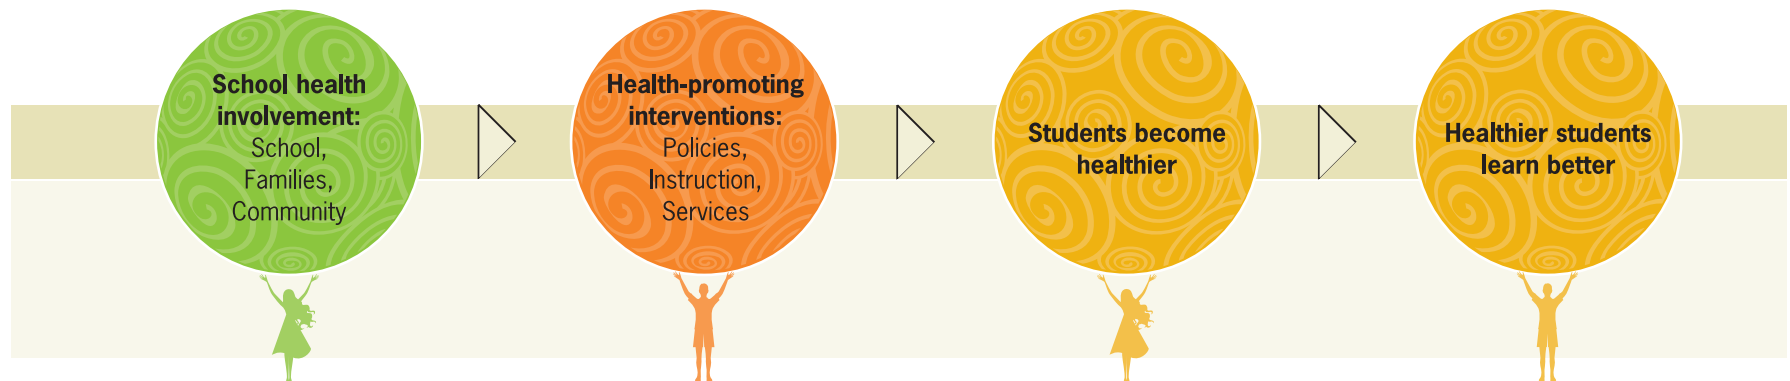 School health
involvement:
School,
Families,
Community
Health-promoting
interventions:
Policies,
Instruction,
Services
Students become
healthier
Healthier students
learn better